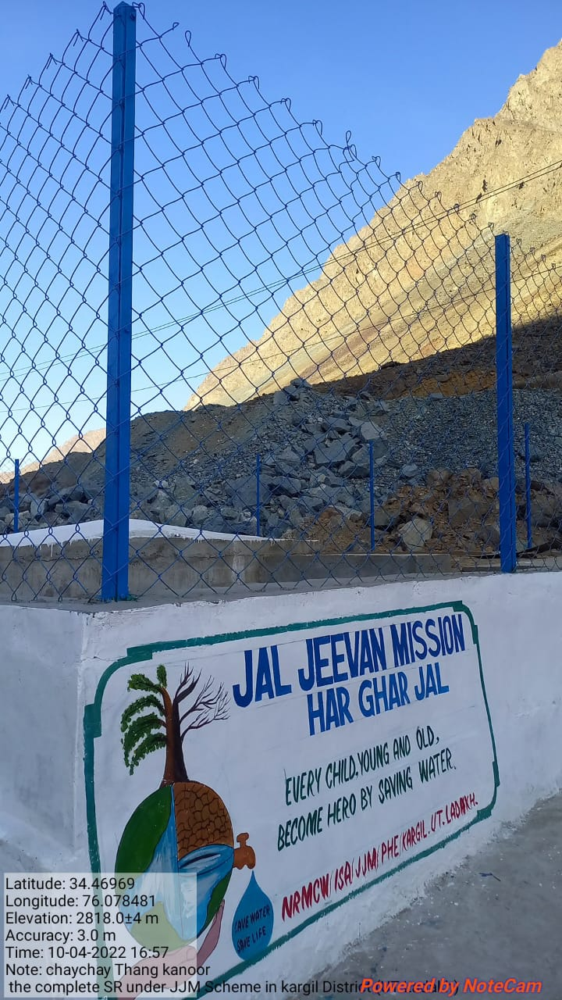 JAL JEEVAN MISSION
HAR GHAR JAL
EVERY CHILD, YOUNG AND OLD,
BECOME HERO BY SAVING WATER.
NRMCW/ISA/JJM/PHE/KARGIL.UT.LADAKH.
SAVE WATER
SAVE LIFE
Latitude: 34.46969
Longitude: 76.078481
Elevation: 2818.0±4 m
Accuracy: 3.0 m
Time: 10-04-2022 16:57
Note: chaychay Thang kanoor
the complete SR under JJM Scheme in kargil District
Powered by NoteCam